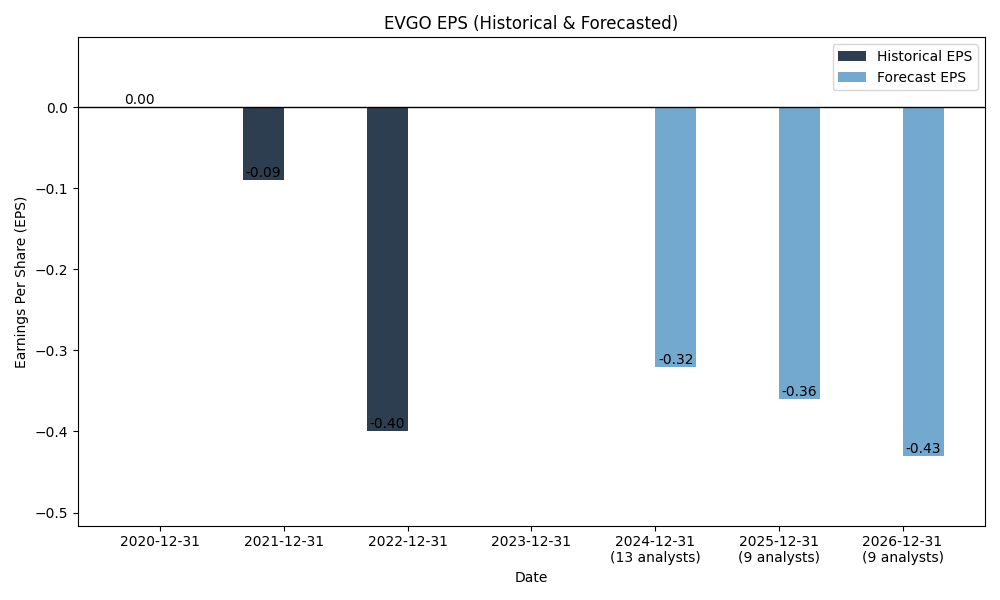 EVGO EPS (Historical & Forecasted)
Historical EPS
Forecast EPS
Earnings Per Share (EPS)
0.0
−0.1
−0.2
−0.3
−0.4
−0.5
0.00
-0.09
-0.40
-0.32
-0.36
-0.43
2020-12-31
2021-12-31
2022-12-31
2023-12-31
2024-12-31
(13 analysts)
2025-12-31
(9 analysts)
2026-12-31
(9 analysts)
Date